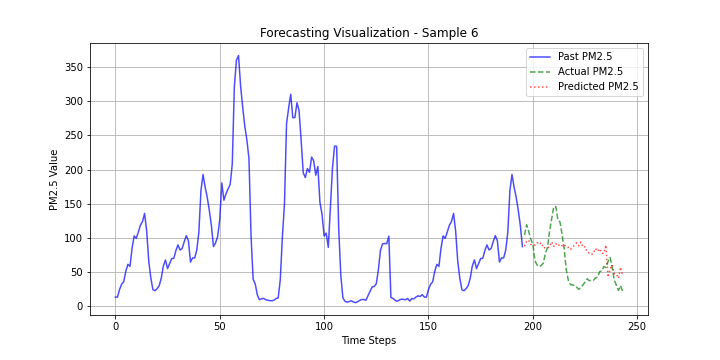 Forecasting Visualization - Sample 6
Past PM2.5
Actual PM2.5
Predicted PM2.5
PM2.5 Value
350
300
250
200
150
100
50
0
0
50
100
150
200
250
Time Steps